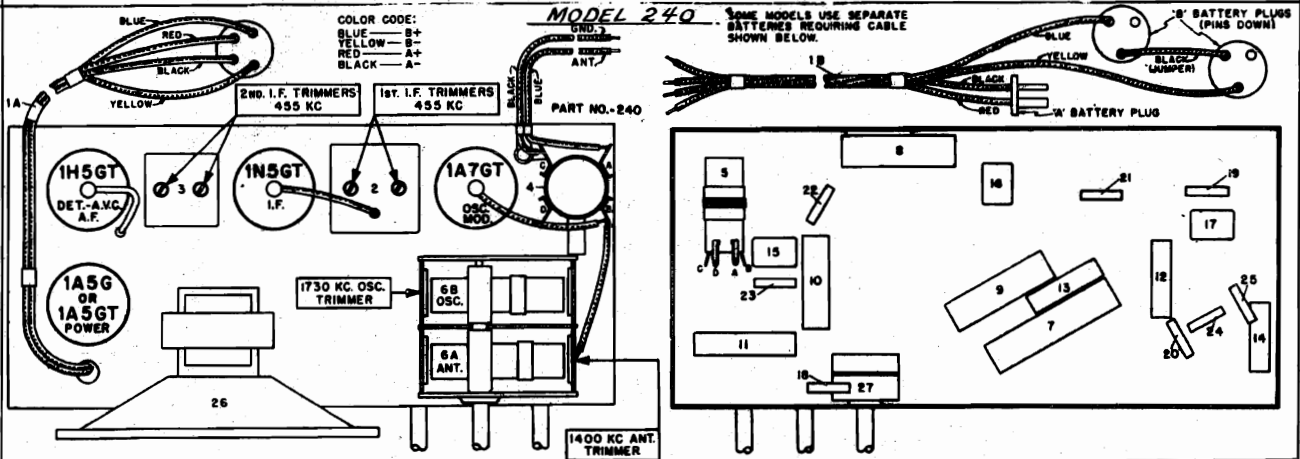 MODEL 240
COLOR CODE:
BLUE — B+
YELLOW — B-
RED — A+
BLACK — A-
BLUE
RED
BLACK
YELLOW
1A
2ND. I.F. TRIMMERS
455 KC
1ST. I.F. TRIMMERS
455 KC
GND.
ANT.
BLACK
BLUE
PART NO.-240
SOME MODELS USE SEPARATE
BATTERIES REQUIRING CABLE
SHOWN BELOW.
1B
BLUE
YELLOW
BLACK
RED
BLACK
(JUMPER)
'B' BATTERY PLUGS
(PINS DOWN)
'A' BATTERY PLUG
1H5GT
DET.-A.V.C.
A.F.
3
1N5GT
I.F.
2
1A7GT
OSC.
MOD.
C
4
D
A
B
1A5G
OR
1A5GT
POWER
1730 KC. OSC.
TRIMMER
6B
OSC.
6A
ANT.
26
1400 KC ANT.
TRIMMER
5
C
D
A
B
22
8
16
21
19
17
15
10
23
9
13
7
12
25
24
20
14
11
18
27